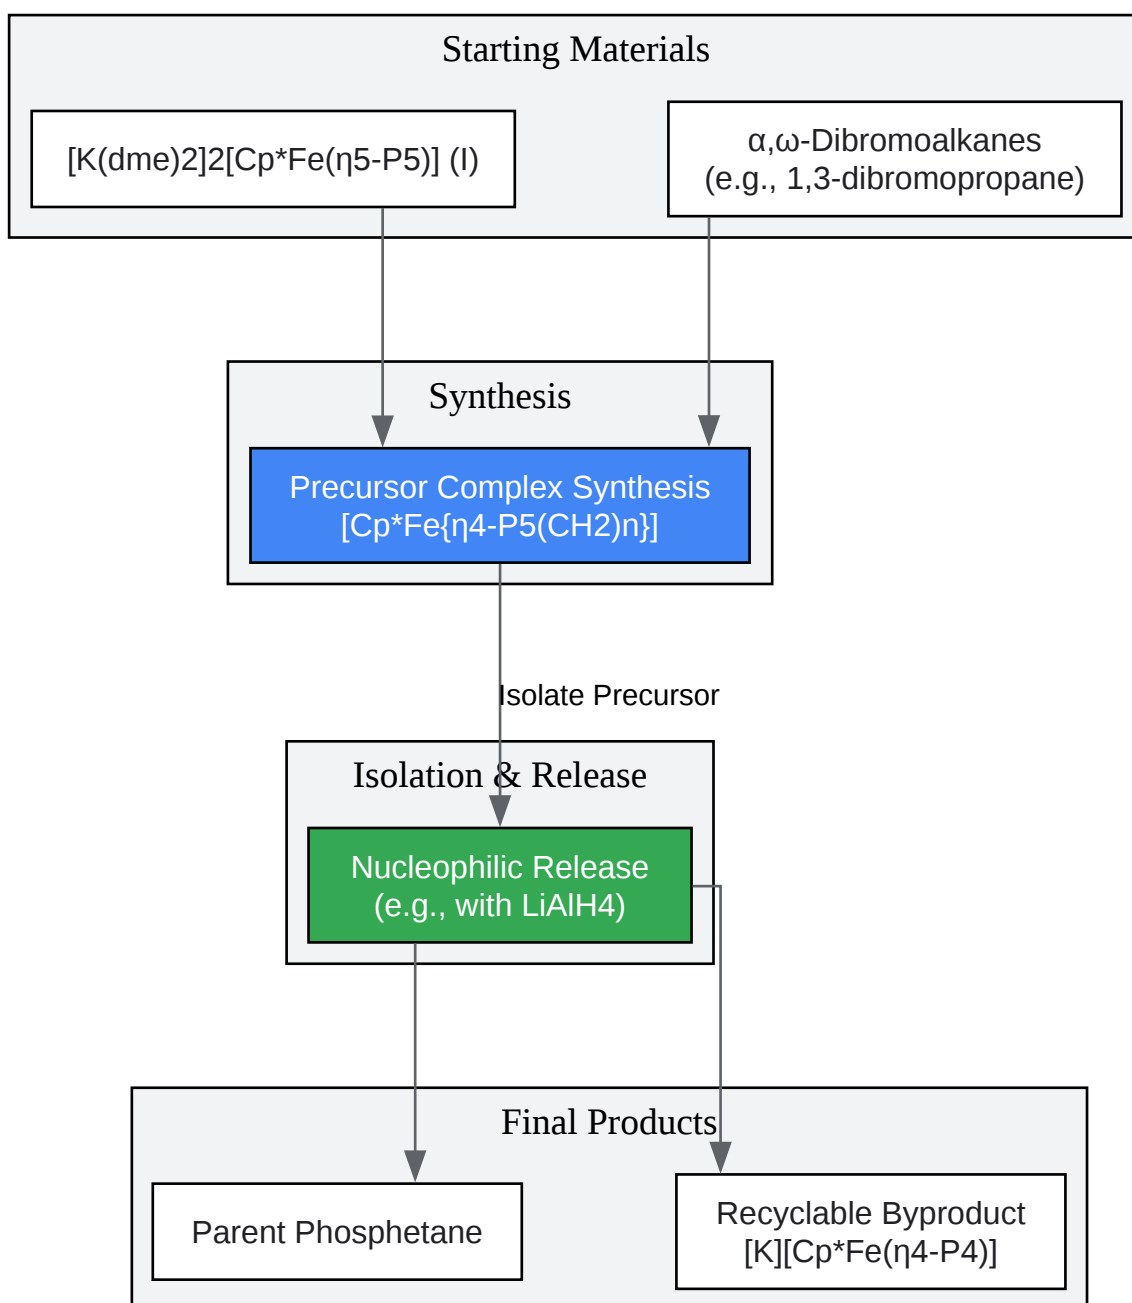 Starting Materials
[K(dme)2]2[Cp*Fe(η5-P5)] (I)
α,ω-Dibromoalkanes
(e.g., 1,3-dibromopropane)
Synthesis
Precursor Complex Synthesis
[Cp*Fe{η4-P5(CH2)n}]
Isolate Precursor
Isolation & Release
Nucleophilic Release
(e.g., with LiAlH4)
Final Products
Parent Phosphetane
Recyclable Byproduct
[K][Cp*Fe(η4-P4)]